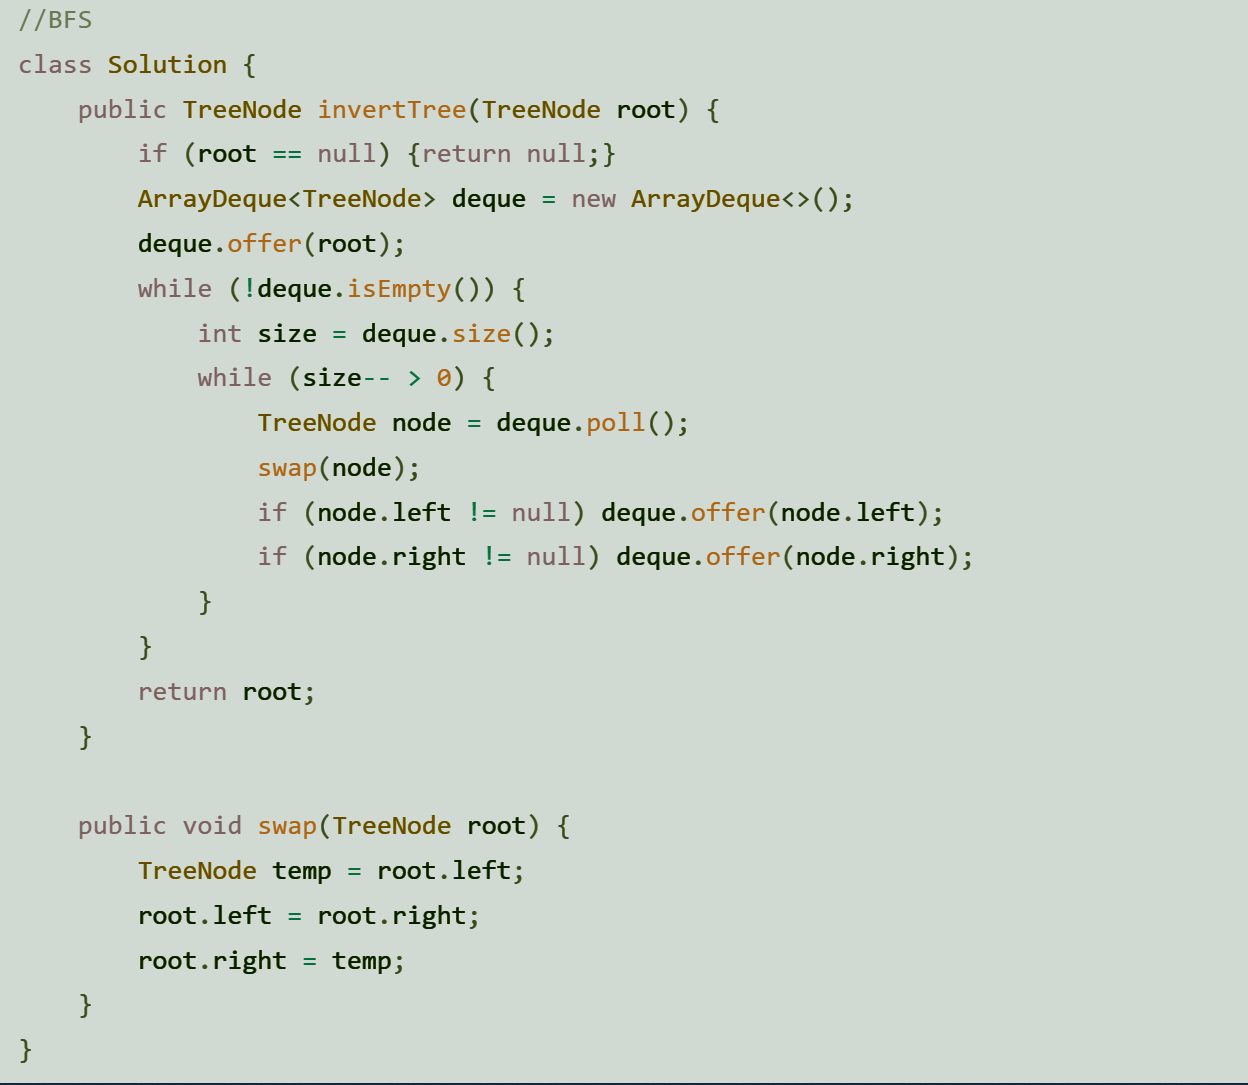 //BFS
class Solution {
    public TreeNode invertTree(TreeNode root) {
        if (root == null) {return null;}
        ArrayDeque<TreeNode> deque = new ArrayDeque<>();
        deque.offer(root);
        while (!deque.isEmpty()) {
            int size = deque.size();
            while (size-- > 0) {
                TreeNode node = deque.poll();
                swap(node);
                if (node.left != null) deque.offer(node.left);
                if (node.right != null) deque.offer(node.right);
            }
        }
        return root;
    }

    public void swap(TreeNode root) {
        TreeNode temp = root.left;
        root.left = root.right;
        root.right = temp;
    }
}